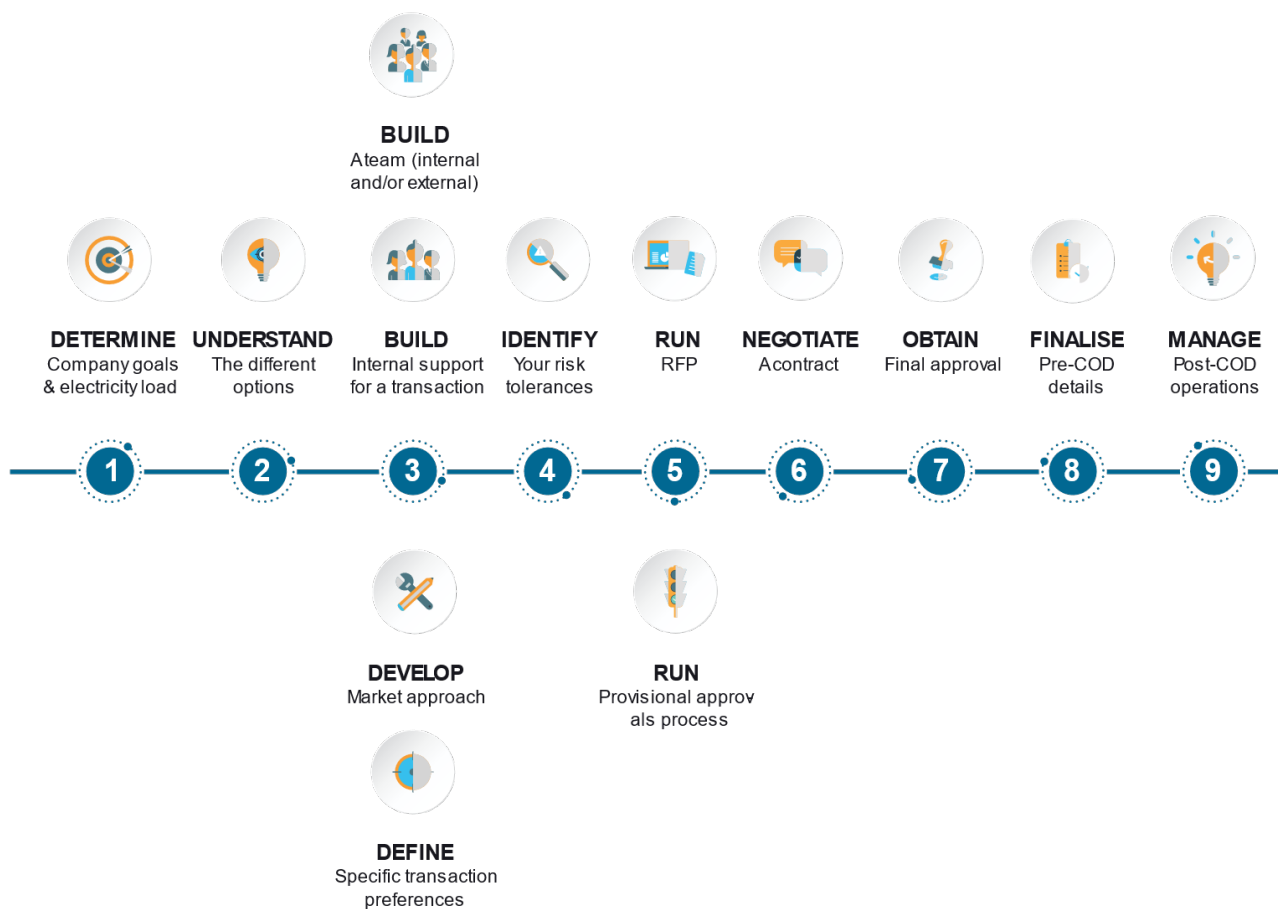 BUILD
A team (internal
and/or external)
DETERMINE
Company goals
& electricity load
UNDERSTAND
The different
options
BUILD
Internal support
for a transaction
IDENTIFY
Your risk
tolerances
RUN
RFP
NEGOTIATE
A contract
OBTAIN
Final approval
FINALISE
Pre-COD
details
MANAGE
Post-COD
operations
1
2
3
4
5
6
7
8
9
DEVELOP
Market approach
RUN
Provisional approv
als process
DEFINE
Specific transaction
preferences